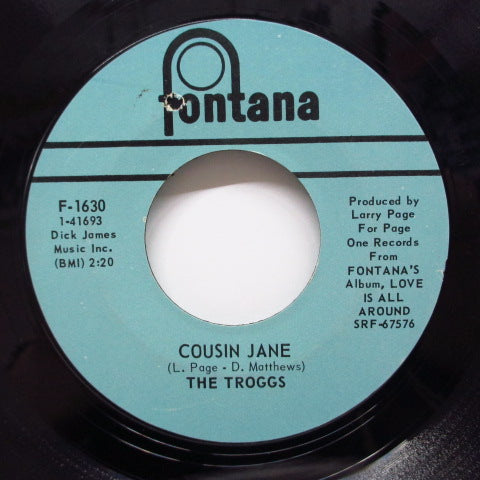 fontana
F-1630
1-41693
Dick James
Music Inc.
(BMI) 2:20
Produced by
Larry Page
For Page
One Records
From
FONTANA'S
Album, LOVE
IS ALL
AROUND
SRF-67576
COUSIN JANE
(L. Page - D. Matthews)
THE TROGGS